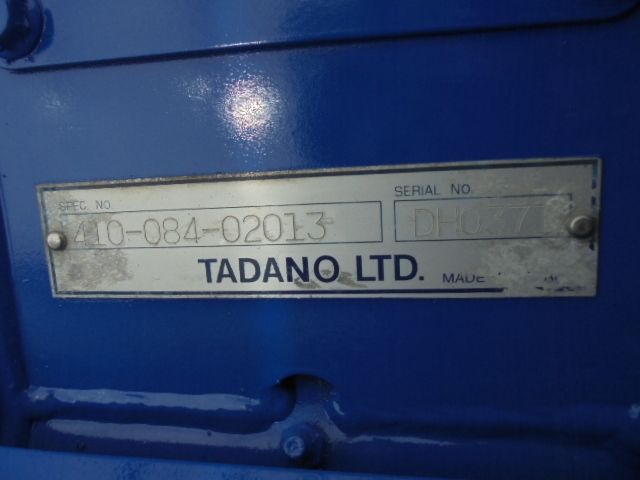 SPEC. NO. SERIAL NO.
410-084-02013
TADANO LTD. MADE